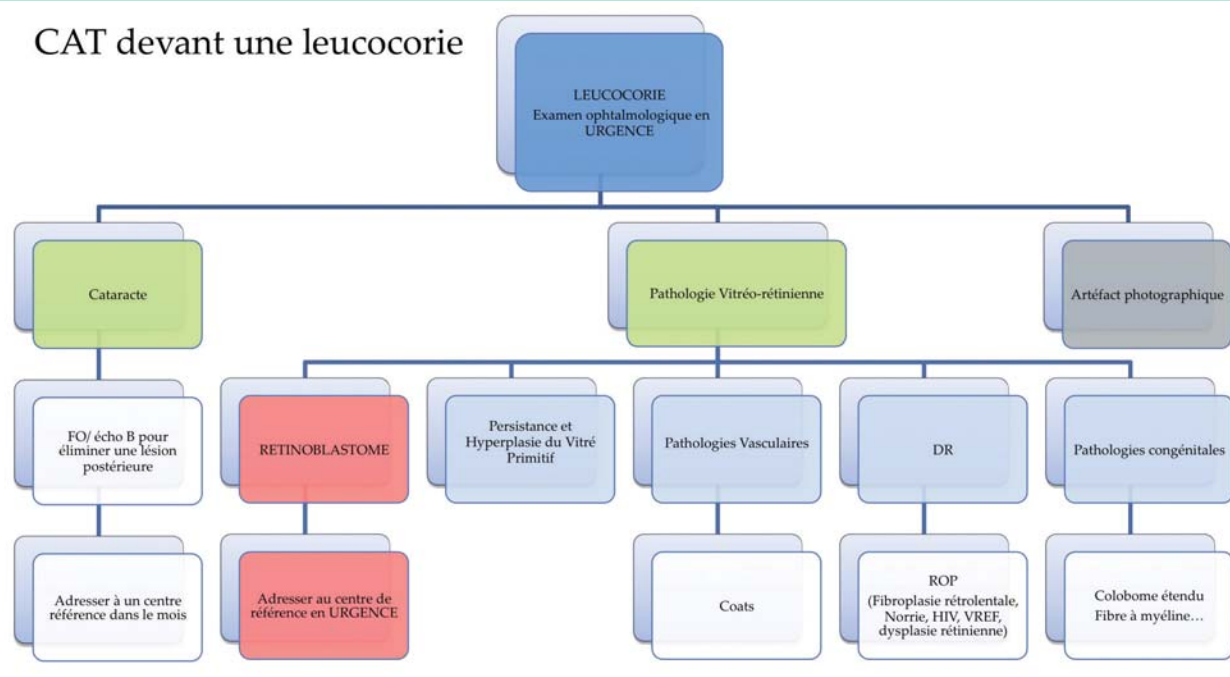 CAT devant une leucocorie
LEUCOCORIE
Examen ophtalmologique en
URGENCE
Cataracte
Pathologie Vitréo-rétinienne
Artéfact photographique
FO/ écho B pour
éliminer une lésion
postérieure
RETINOBLASTOME
Persistance et
Hyperplasie du Vitré
Primitif
Pathologies Vasculaires
DR
Pathologies congénitales
Adresser à un centre
référence dans le mois
Adresser au centre de
référence en URGENCE
Coats
ROP
(Fibroplasie rétrolentale,
Norrie, HIV, VREF,
dysplasie rétinienne)
Colobome étendu
Fibre à myéline…